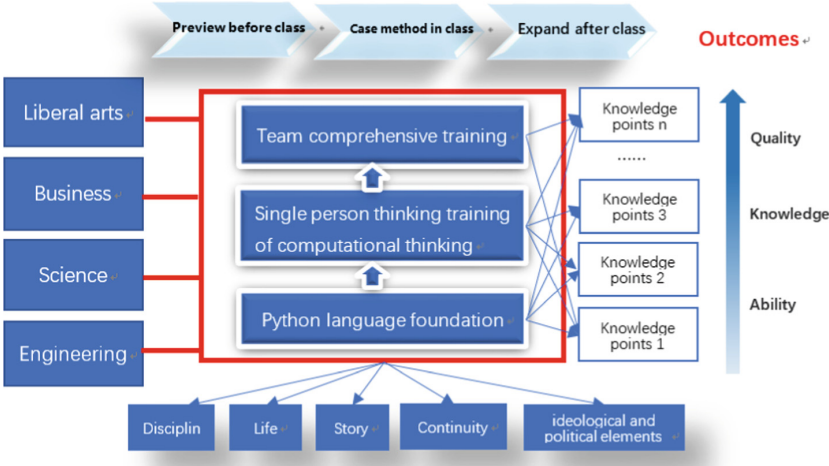 Preview before class
Case method in class
Expand after class
Outcomes
Liberal arts
Business
Science
Engineering
Team comprehensive training
Single person thinking training
of computational thinking
Python language foundation
Knowledge
points n
......
Knowledge
points 3
Knowledge
points 2
Knowledge
points 1
Quality
Knowledge
Ability
Disciplin
Life
Story
Continuity
ideological and
political elements